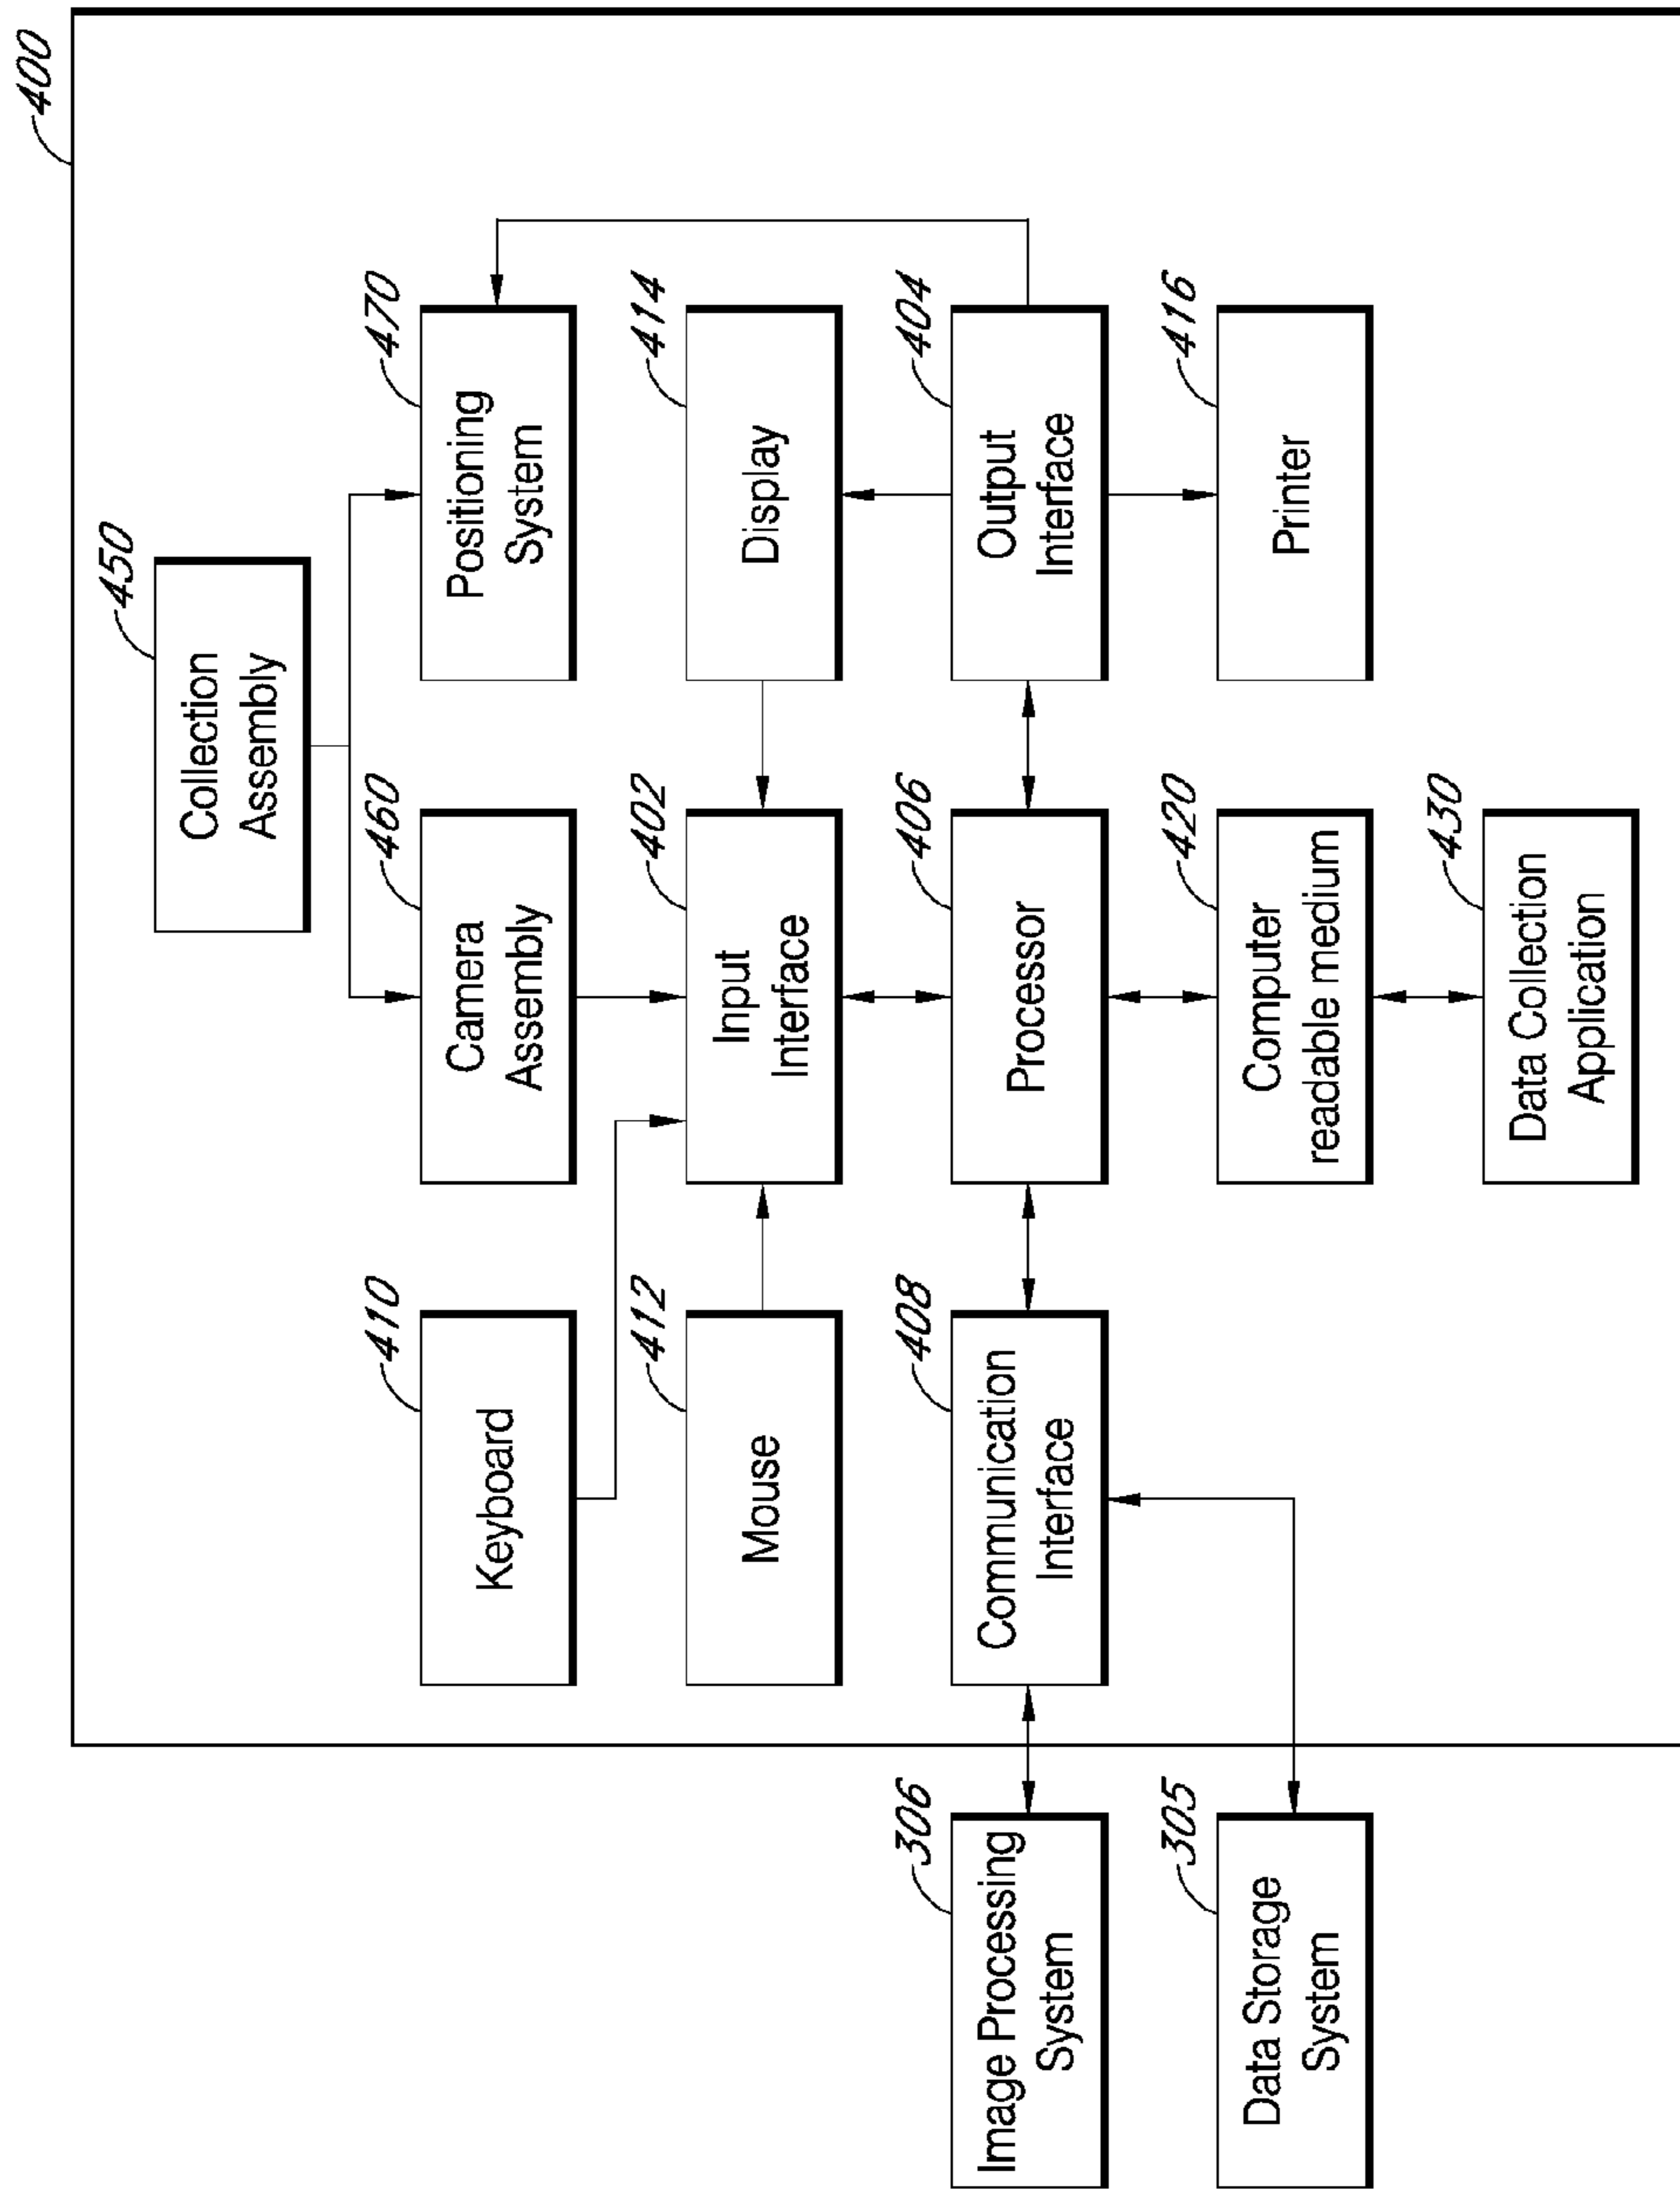 400
450
Collection
Assembly
410
Keyboard
460
Camera
Assembly
470
Positioning
System
412
Mouse
402
Input
Interface
414
Display
306
Image Processing
System
408
Communication
Interface
406
Processor
404
Output
Interface
305
Data Storage
System
420
Computer
readable medium
416
Printer
430
Data Collection
Application